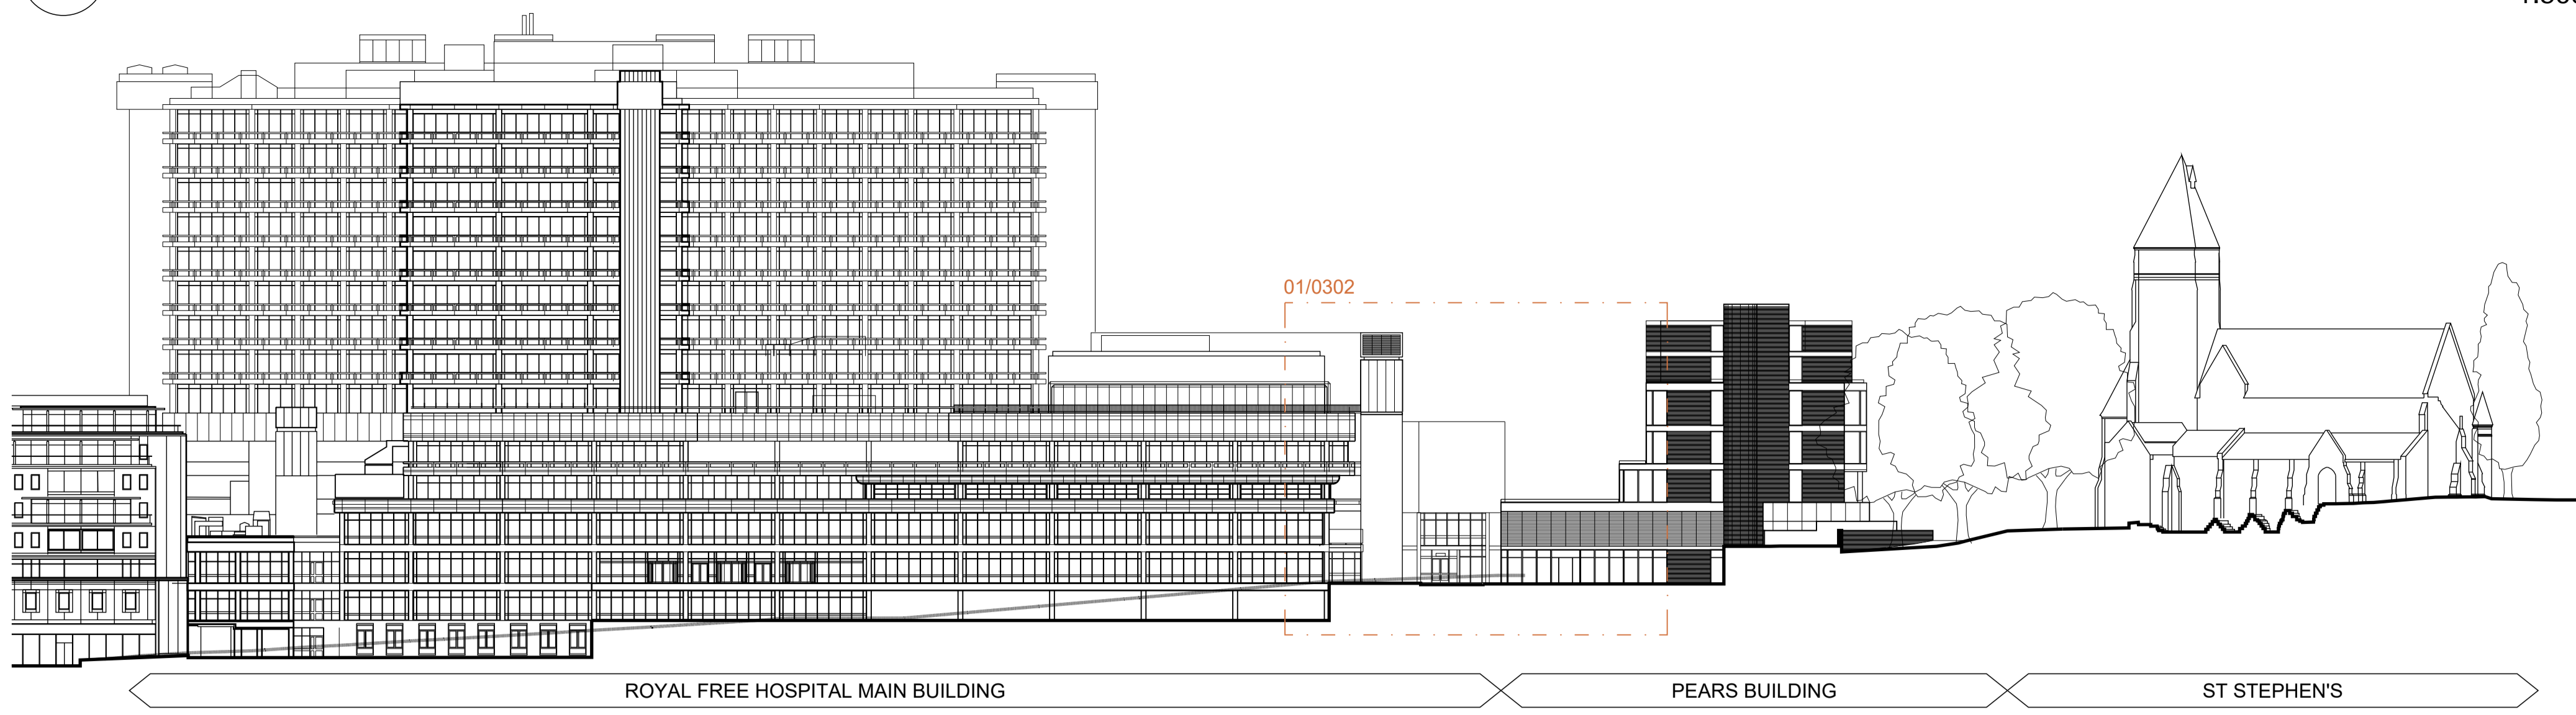 01/0302
ROYAL FREE HOSPITAL MAIN BUILDING
PEARS BUILDING
ST STEPHEN'S